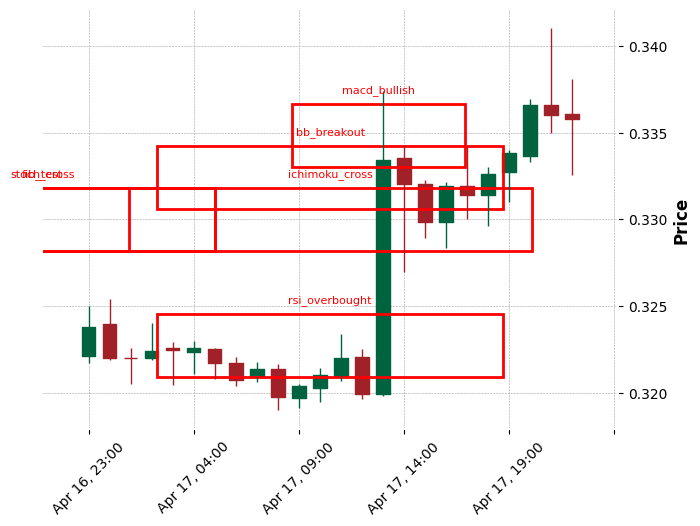 macd_bullish
bb_breakout
ichimoku_cross
rsi_overbought
0.340
0.335
0.330
0.325
0.320
Price
Apr 16, 23:00
Apr 17, 04:00
Apr 17, 09:00
Apr 17, 14:00
Apr 17, 19:00